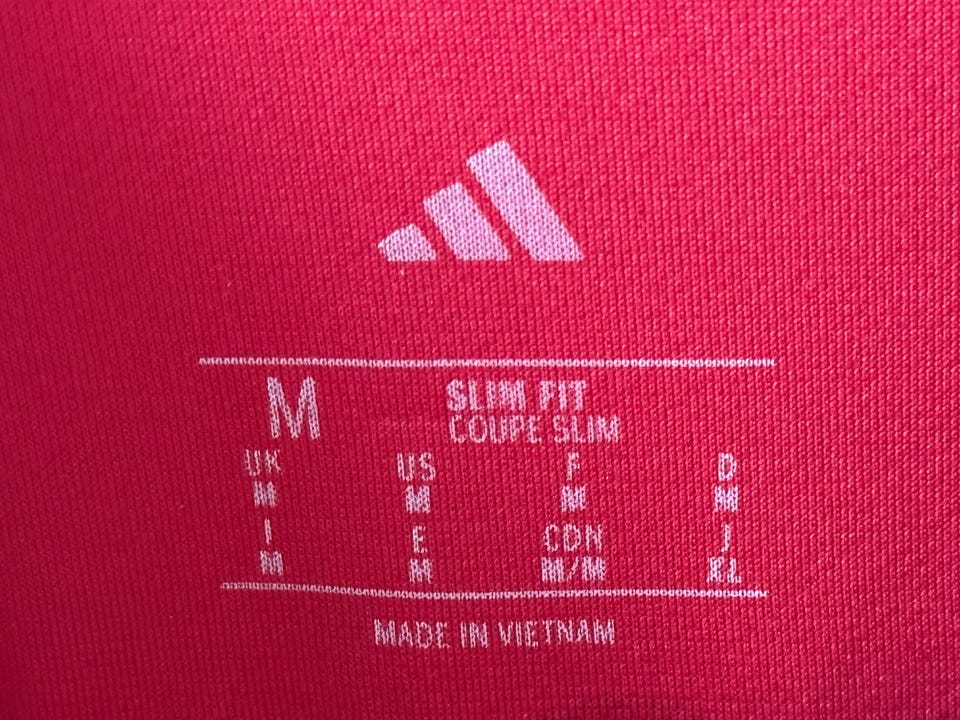 M SLIM FIT
COUPE SLIM
UK US F D
M M M M
I E CDN J
M M M/M XL
MADE IN VIETNAM